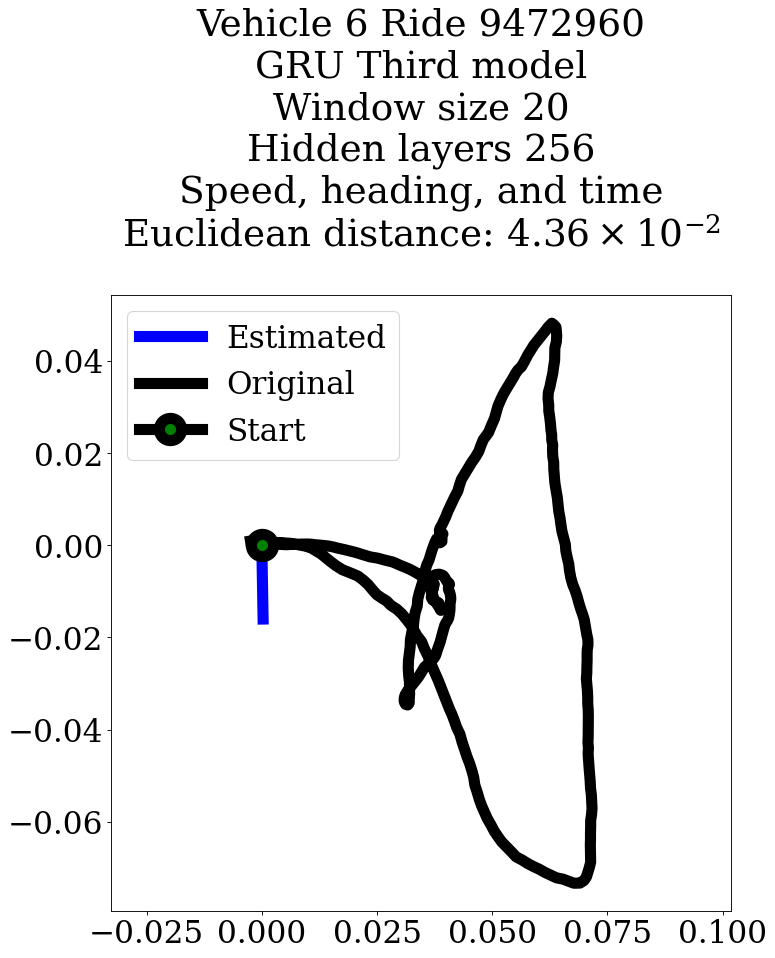 Vehicle 6 Ride 9472960
GRU Third model
Window size 20
Hidden layers 256
Speed, heading, and time
Euclidean distance: 4.36 × 10⁻²
Estimated
Original
Start
0.04
0.02
0.00
−0.02
−0.04
−0.06
−0.025 0.000 0.025 0.050 0.075 0.100